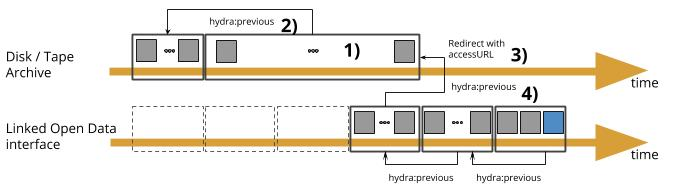 hydra:previous 2)
Disk / Tape
Archive
1)
Redirect with
accessURL
3)
time
hydra:previous 4)
Linked Open Data
interface
time
hydra:previous
hydra:previous